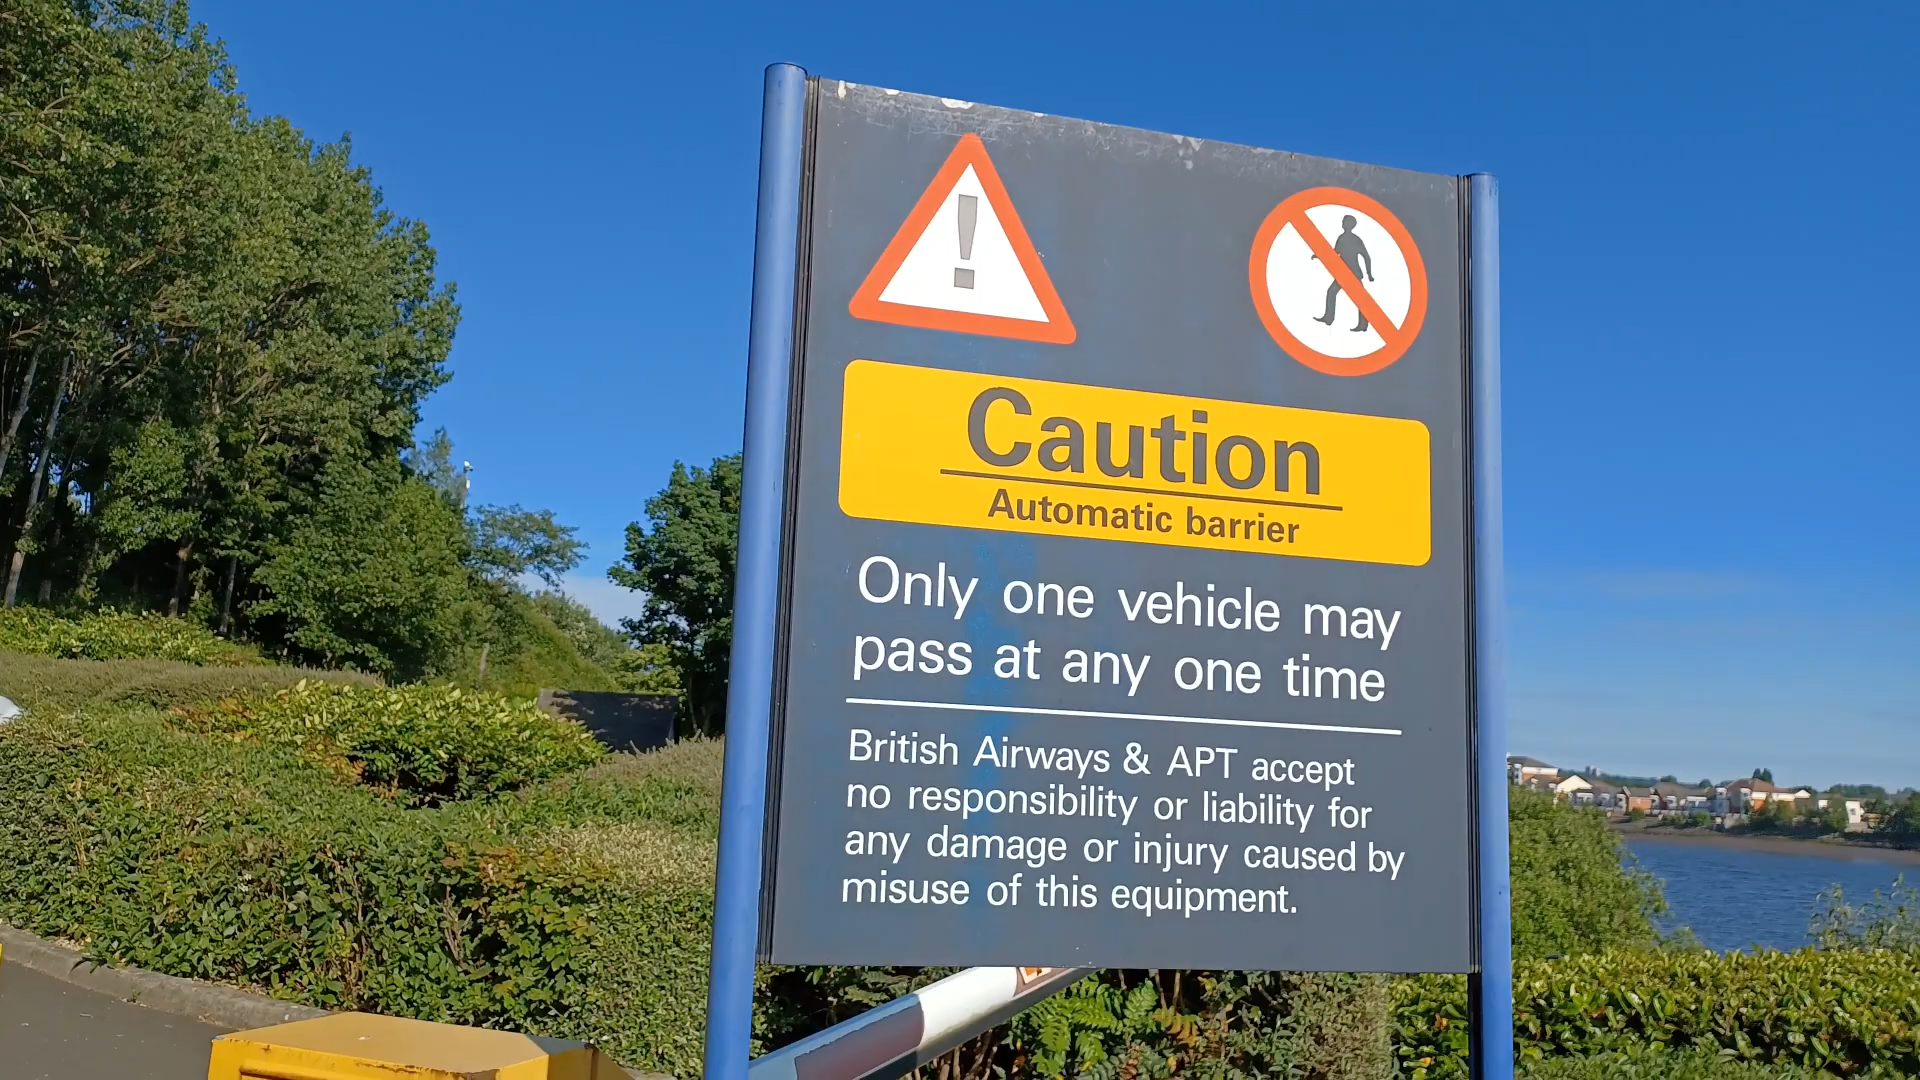 Caution
Automatic barrier
Only one vehicle may
pass at any one time
British Airways & APT accept
no responsibility or liability for
any damage or injury caused by
misuse of this equipment.